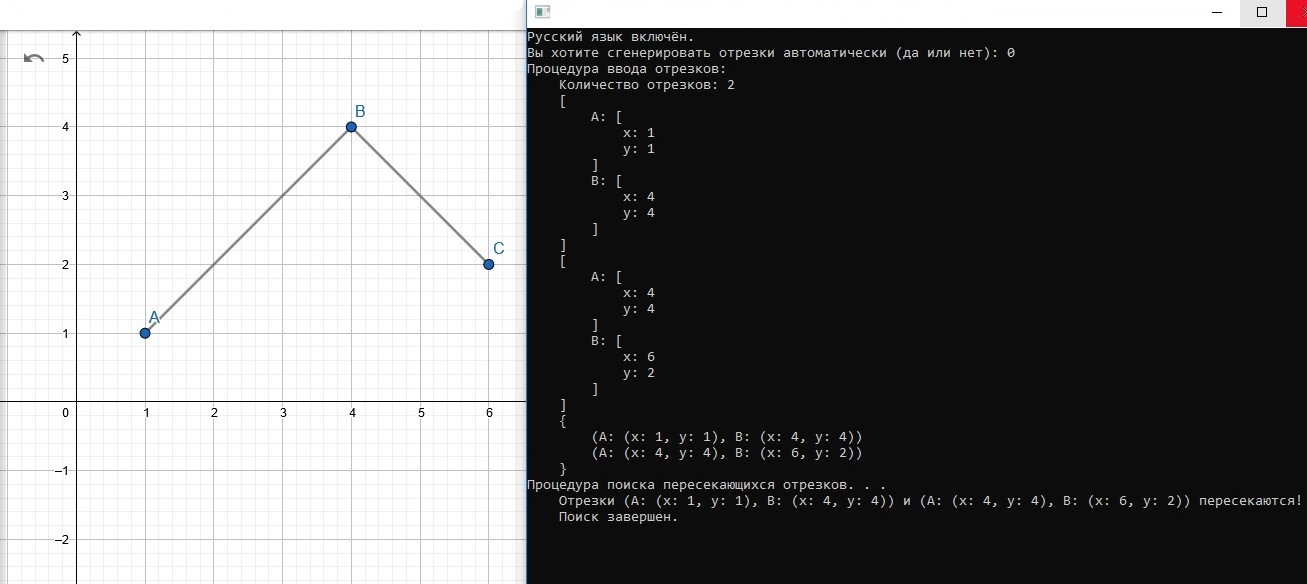 5
4
3
2
1
0
–1
–2
1 2 3 4 5 6
A
B
C
Русский язык включён.
Вы хотите сгенерировать отрезки автоматически (да или нет): 0
Процедура ввода отрезков:
Количество отрезков: 2
[
A: [
x: 1
y: 1
]
B: [
x: 4
y: 4
]
]
[
A: [
x: 4
y: 4
]
B: [
x: 6
y: 2
]
]
{
(A: (x: 1, y: 1), B: (x: 4, y: 4))
(A: (x: 4, y: 4), B: (x: 6, y: 2))
}
Процедура поиска пересекающихся отрезков. . .
Отрезки (A: (x: 1, y: 1), B: (x: 4, y: 4)) и (A: (x: 4, y: 4), B: (x: 6, y: 2)) пересекаются!
Поиск завершен.